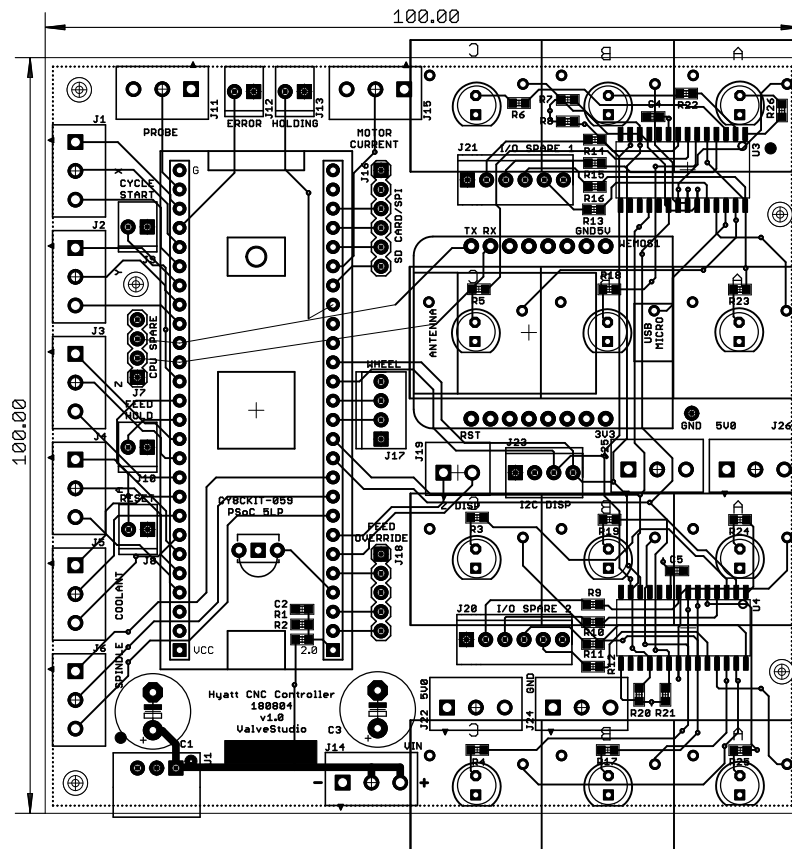 100.00
100.00
C
B
A
J1
PROBE
J11
ERROR
J12
HOLDING
J13
MOTOR
CURRENT
J15
R6
R7
R8
C4
R22
R26
U3
J21
I/O SPARE 1
R14
R15
R16
R13
X
CYCLE
START
J9
G
J16
SD CARD/SPI
TX RX
GND5V
WEMOS1
J2
Y
C
B
A
R5
R18
R23
ANTENNA
USB
MICRO
J3
CPU SPARE
J7
Z
FEED
HOLD
J10
WHEEL
J17
RST
3V3
GND
5V0
J26
J25
J4
A
RESET
J8
CY8CKIT-059
PSoC 5LP
J19
Z DISP
J23
I2C DISP
C
B
A
R3
R19
R24
J5
COOLANT
FEED
OVERRIDE
J18
C5
C2
R1
R2
R9
R10
R11
R12
U4
J20
I/O SPARE 2
J6
SPINDLE
VCC
2.0
Hyatt CNC Controller
180804
v1.0
ValveStudio
C1
C3
J1
J14
VIN
-
+
J22
5V0
J24
GND
R20
R21
C
B
A
R4
R17
R25